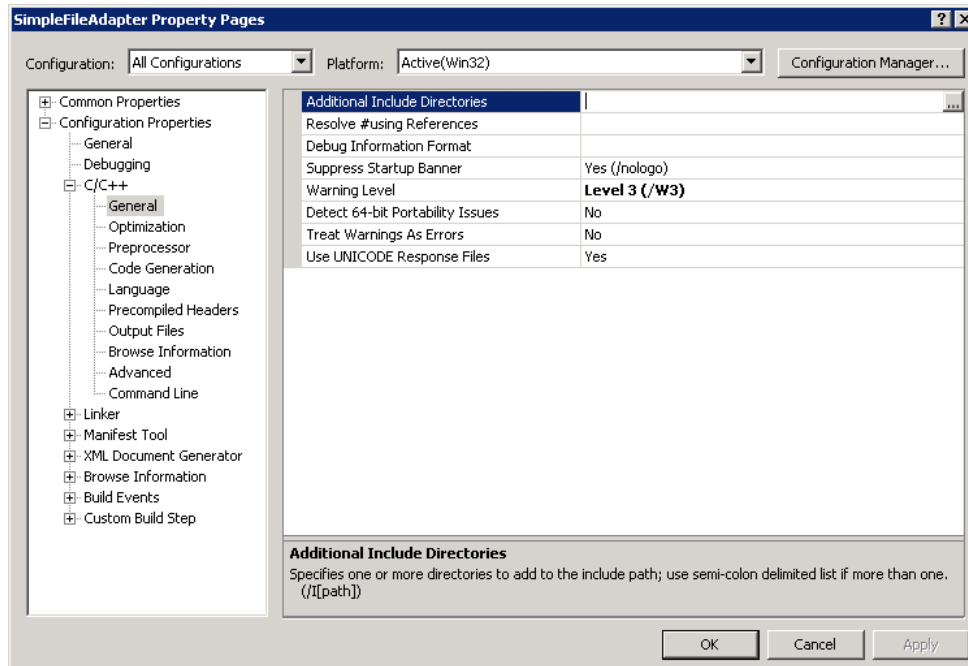 SimpleFileAdapter Property Pages
Configuration: All Configurations Platform: Active(Win32) Configuration Manager...
Common Properties
Configuration Properties
General
Debugging
C/C++
General
Optimization
Preprocessor
Code Generation
Language
Precompiled Headers
Output Files
Browse Information
Advanced
Command Line
Linker
Manifest Tool
XML Document Generator
Browse Information
Build Events
Custom Build Step
Additional Include Directories ...
Resolve #using References
Debug Information Format
Suppress Startup Banner Yes (/nologo)
Warning Level Level 3 (/W3)
Detect 64-bit Portability Issues No
Treat Warnings As Errors No
Use UNICODE Response Files Yes
Additional Include Directories
Specifies one or more directories to add to the include path; use semi-colon delimited list if more than one.
(/I[path])
OK Cancel Apply